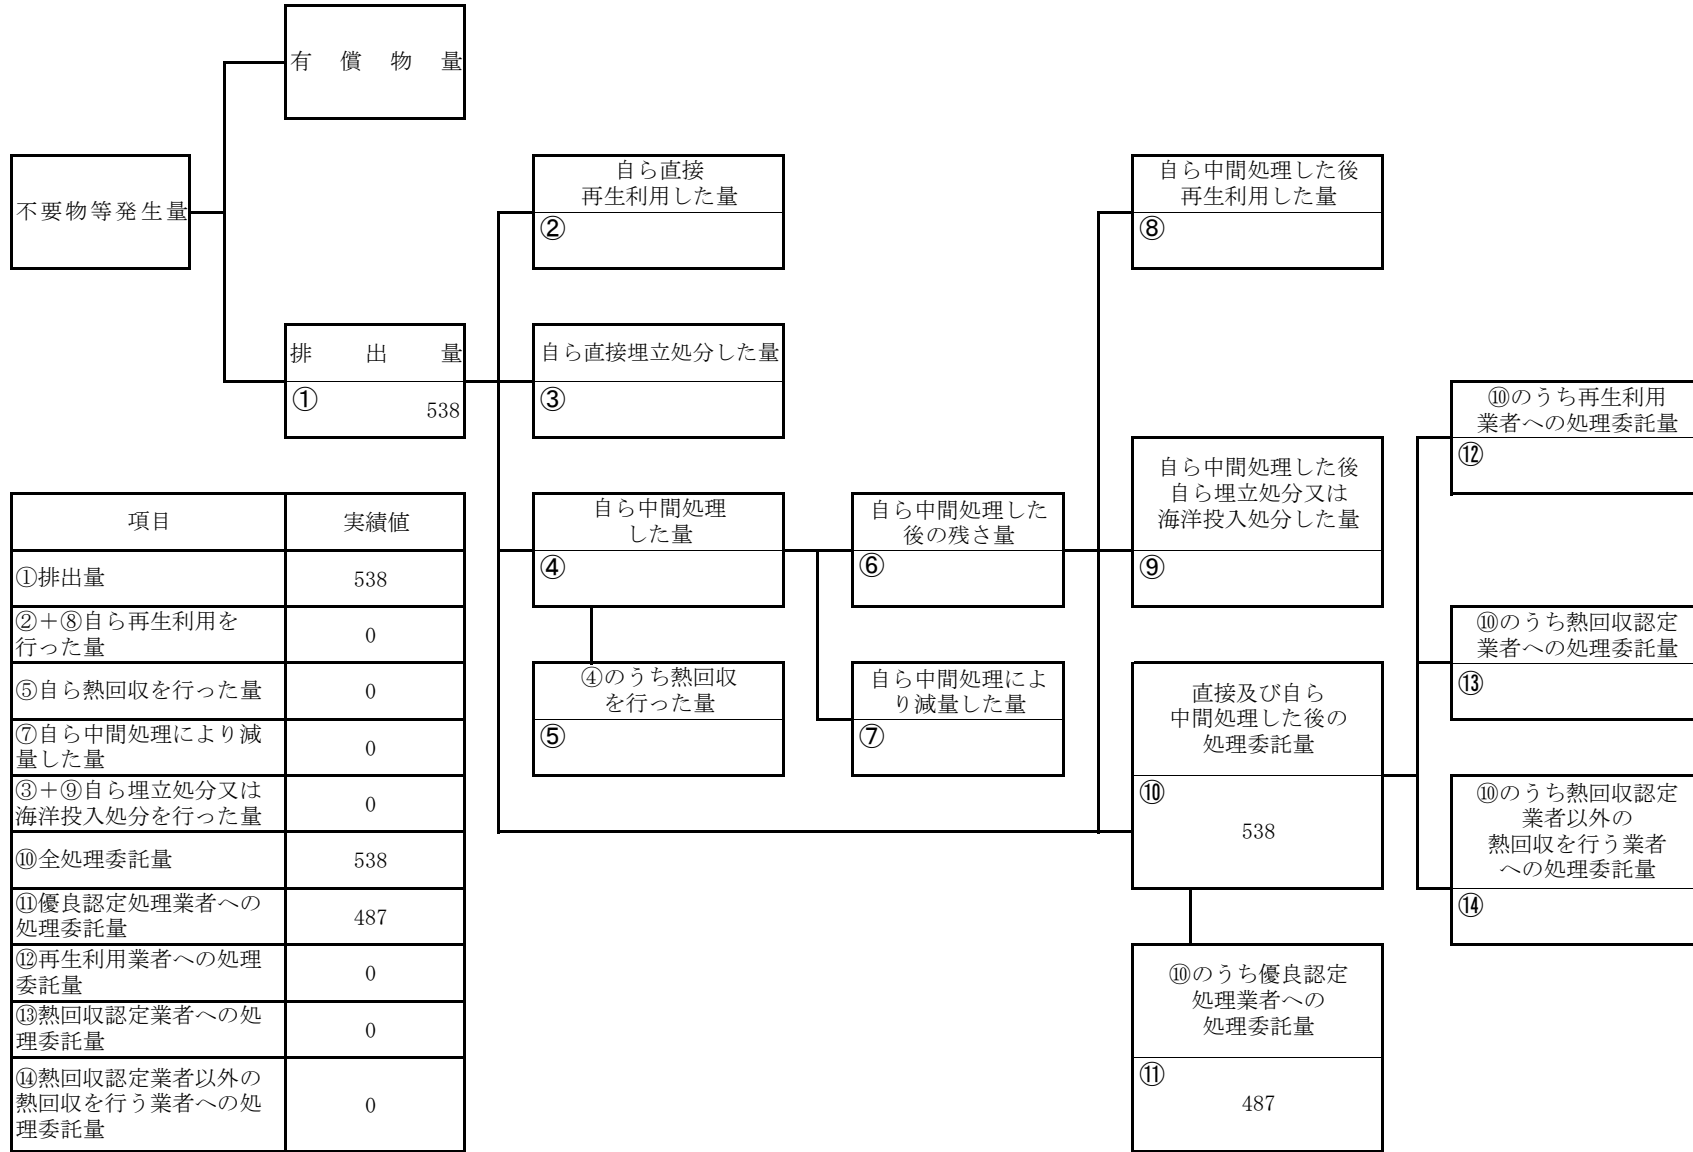 有償物量
不要物等発生量
自ら直接
再生利用した量
②
自ら中間処理した後
再生利用した量
⑧
排出量
①
538
自ら直接埋立処分した量
③
⑩のうち再生利用
業者への処理委託量
⑫
自ら中間処理
した量
④
自ら中間処理した
後の残さ量
⑥
自ら中間処理した後
自ら埋立処分又は
海洋投入処分した量
⑨
⑩のうち熱回収認定
業者への処理委託量
⑬
④のうち熱回収
を行った量
⑤
自ら中間処理によ
り減量した量
⑦
直接及び自ら
中間処理した後の
処理委託量
⑩
538
⑩のうち熱回収認定
業者以外の
熱回収を行う業者
への処理委託量
⑭
⑩のうち優良認定
処理業者への
処理委託量
⑪
487
項目 実績値
①排出量 538
②+⑧自ら再生利用を
行った量 0
⑤自ら熱回収を行った量 0
⑦自ら中間処理により減
量した量 0
③+⑨自ら埋立処分又は
海洋投入処分を行った量 0
⑩全処理委託量 538
⑪優良認定処理業者への
処理委託量 487
⑫再生利用業者への処理
委託量 0
⑬熱回収認定業者への処
理委託量 0
⑭熱回収認定業者以外の
熱回収を行う業者への処
理委託量 0